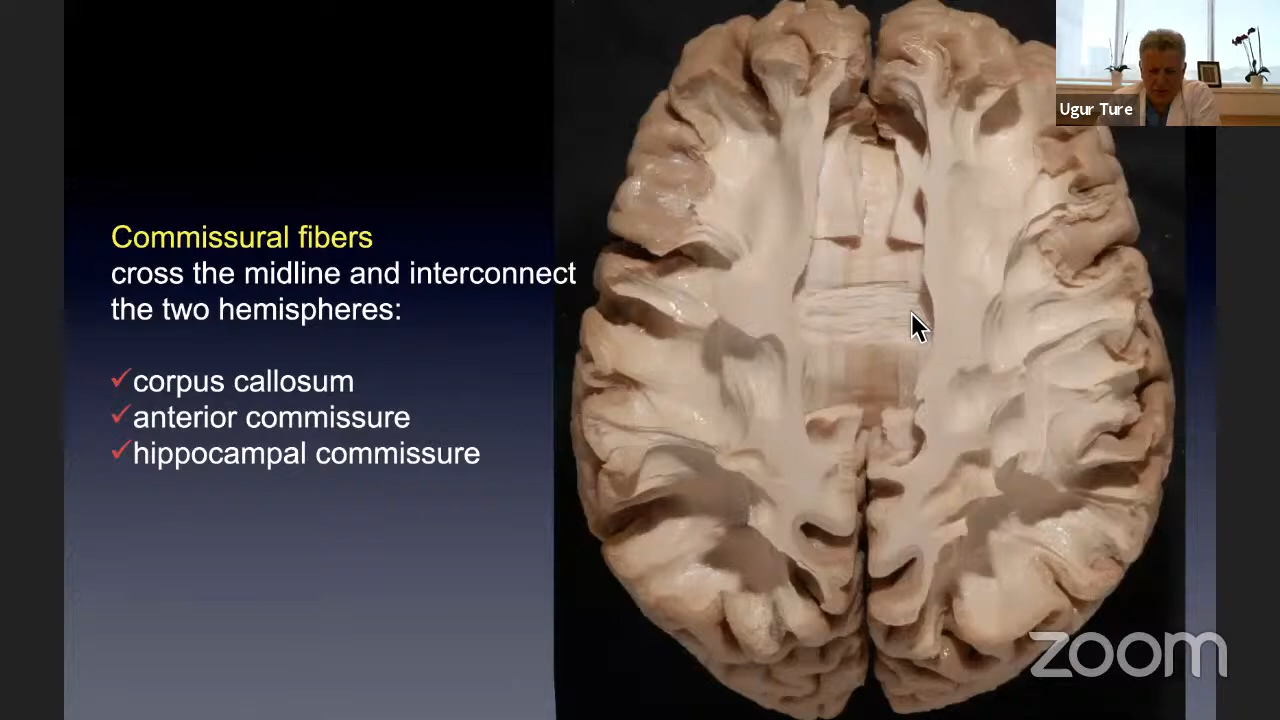 Commissural fibers
cross the midline and interconnect
the two hemispheres:
✓corpus callosum
✓anterior commissure
✓hippocampal commissure
Ugur Ture
zoom